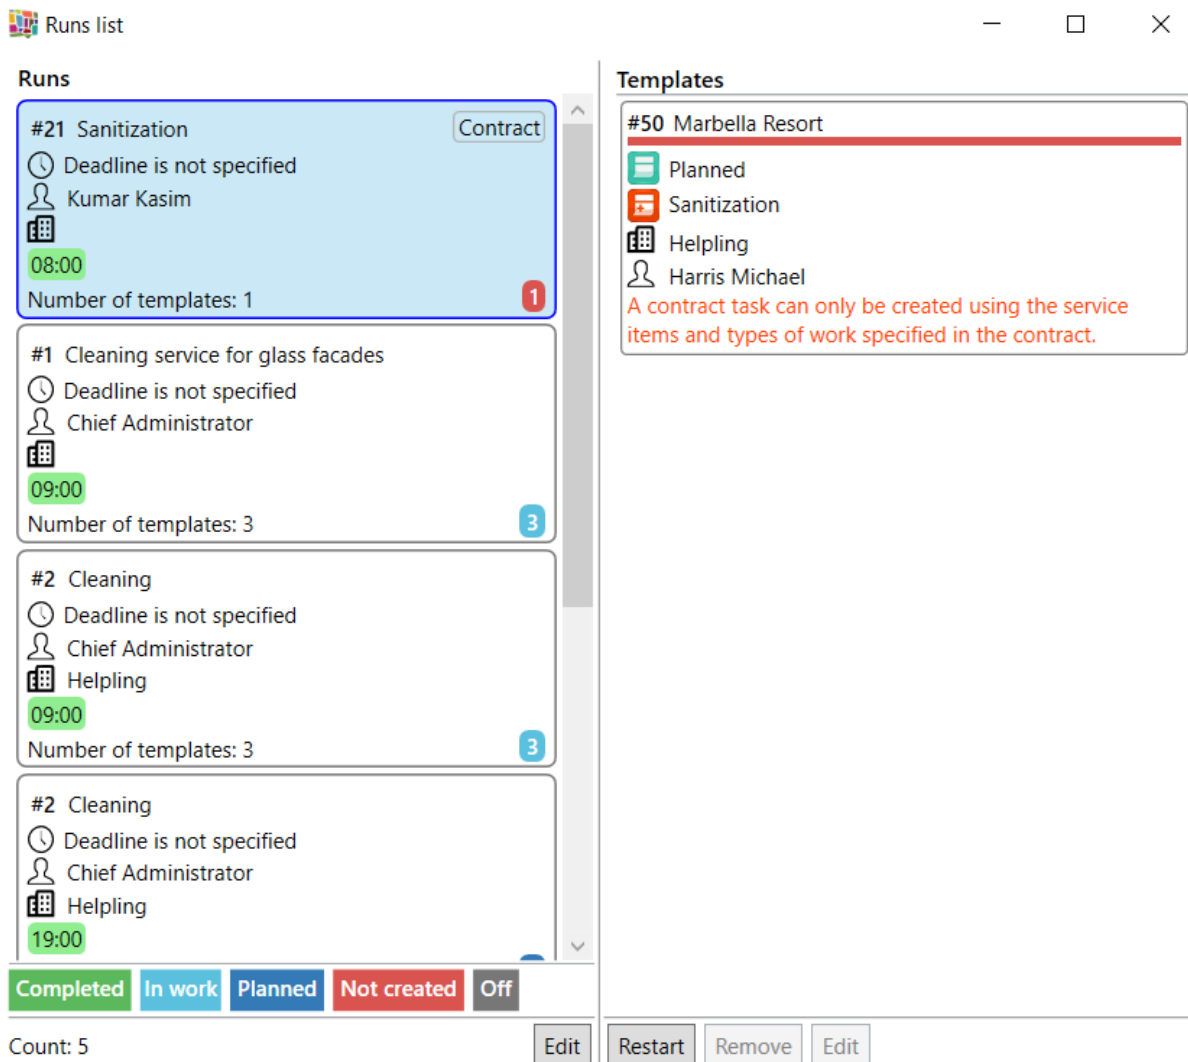 Runs list
Runs
#21 Sanitization
Contract
Deadline is not specified
Kumar Kasim
08:00
Number of templates: 1
1
#1 Cleaning service for glass facades
Deadline is not specified
Chief Administrator
09:00
Number of templates: 3
3
#2 Cleaning
Deadline is not specified
Chief Administrator
Helpling
09:00
Number of templates: 3
3
#2 Cleaning
Deadline is not specified
Chief Administrator
Helpling
19:00
Completed
In work
Planned
Not created
Off
Count: 5
Edit
Templates
#50 Marbella Resort
Planned
Sanitization
Helpling
Harris Michael
A contract task can only be created using the service
items and types of work specified in the contract.
Restart
Remove
Edit